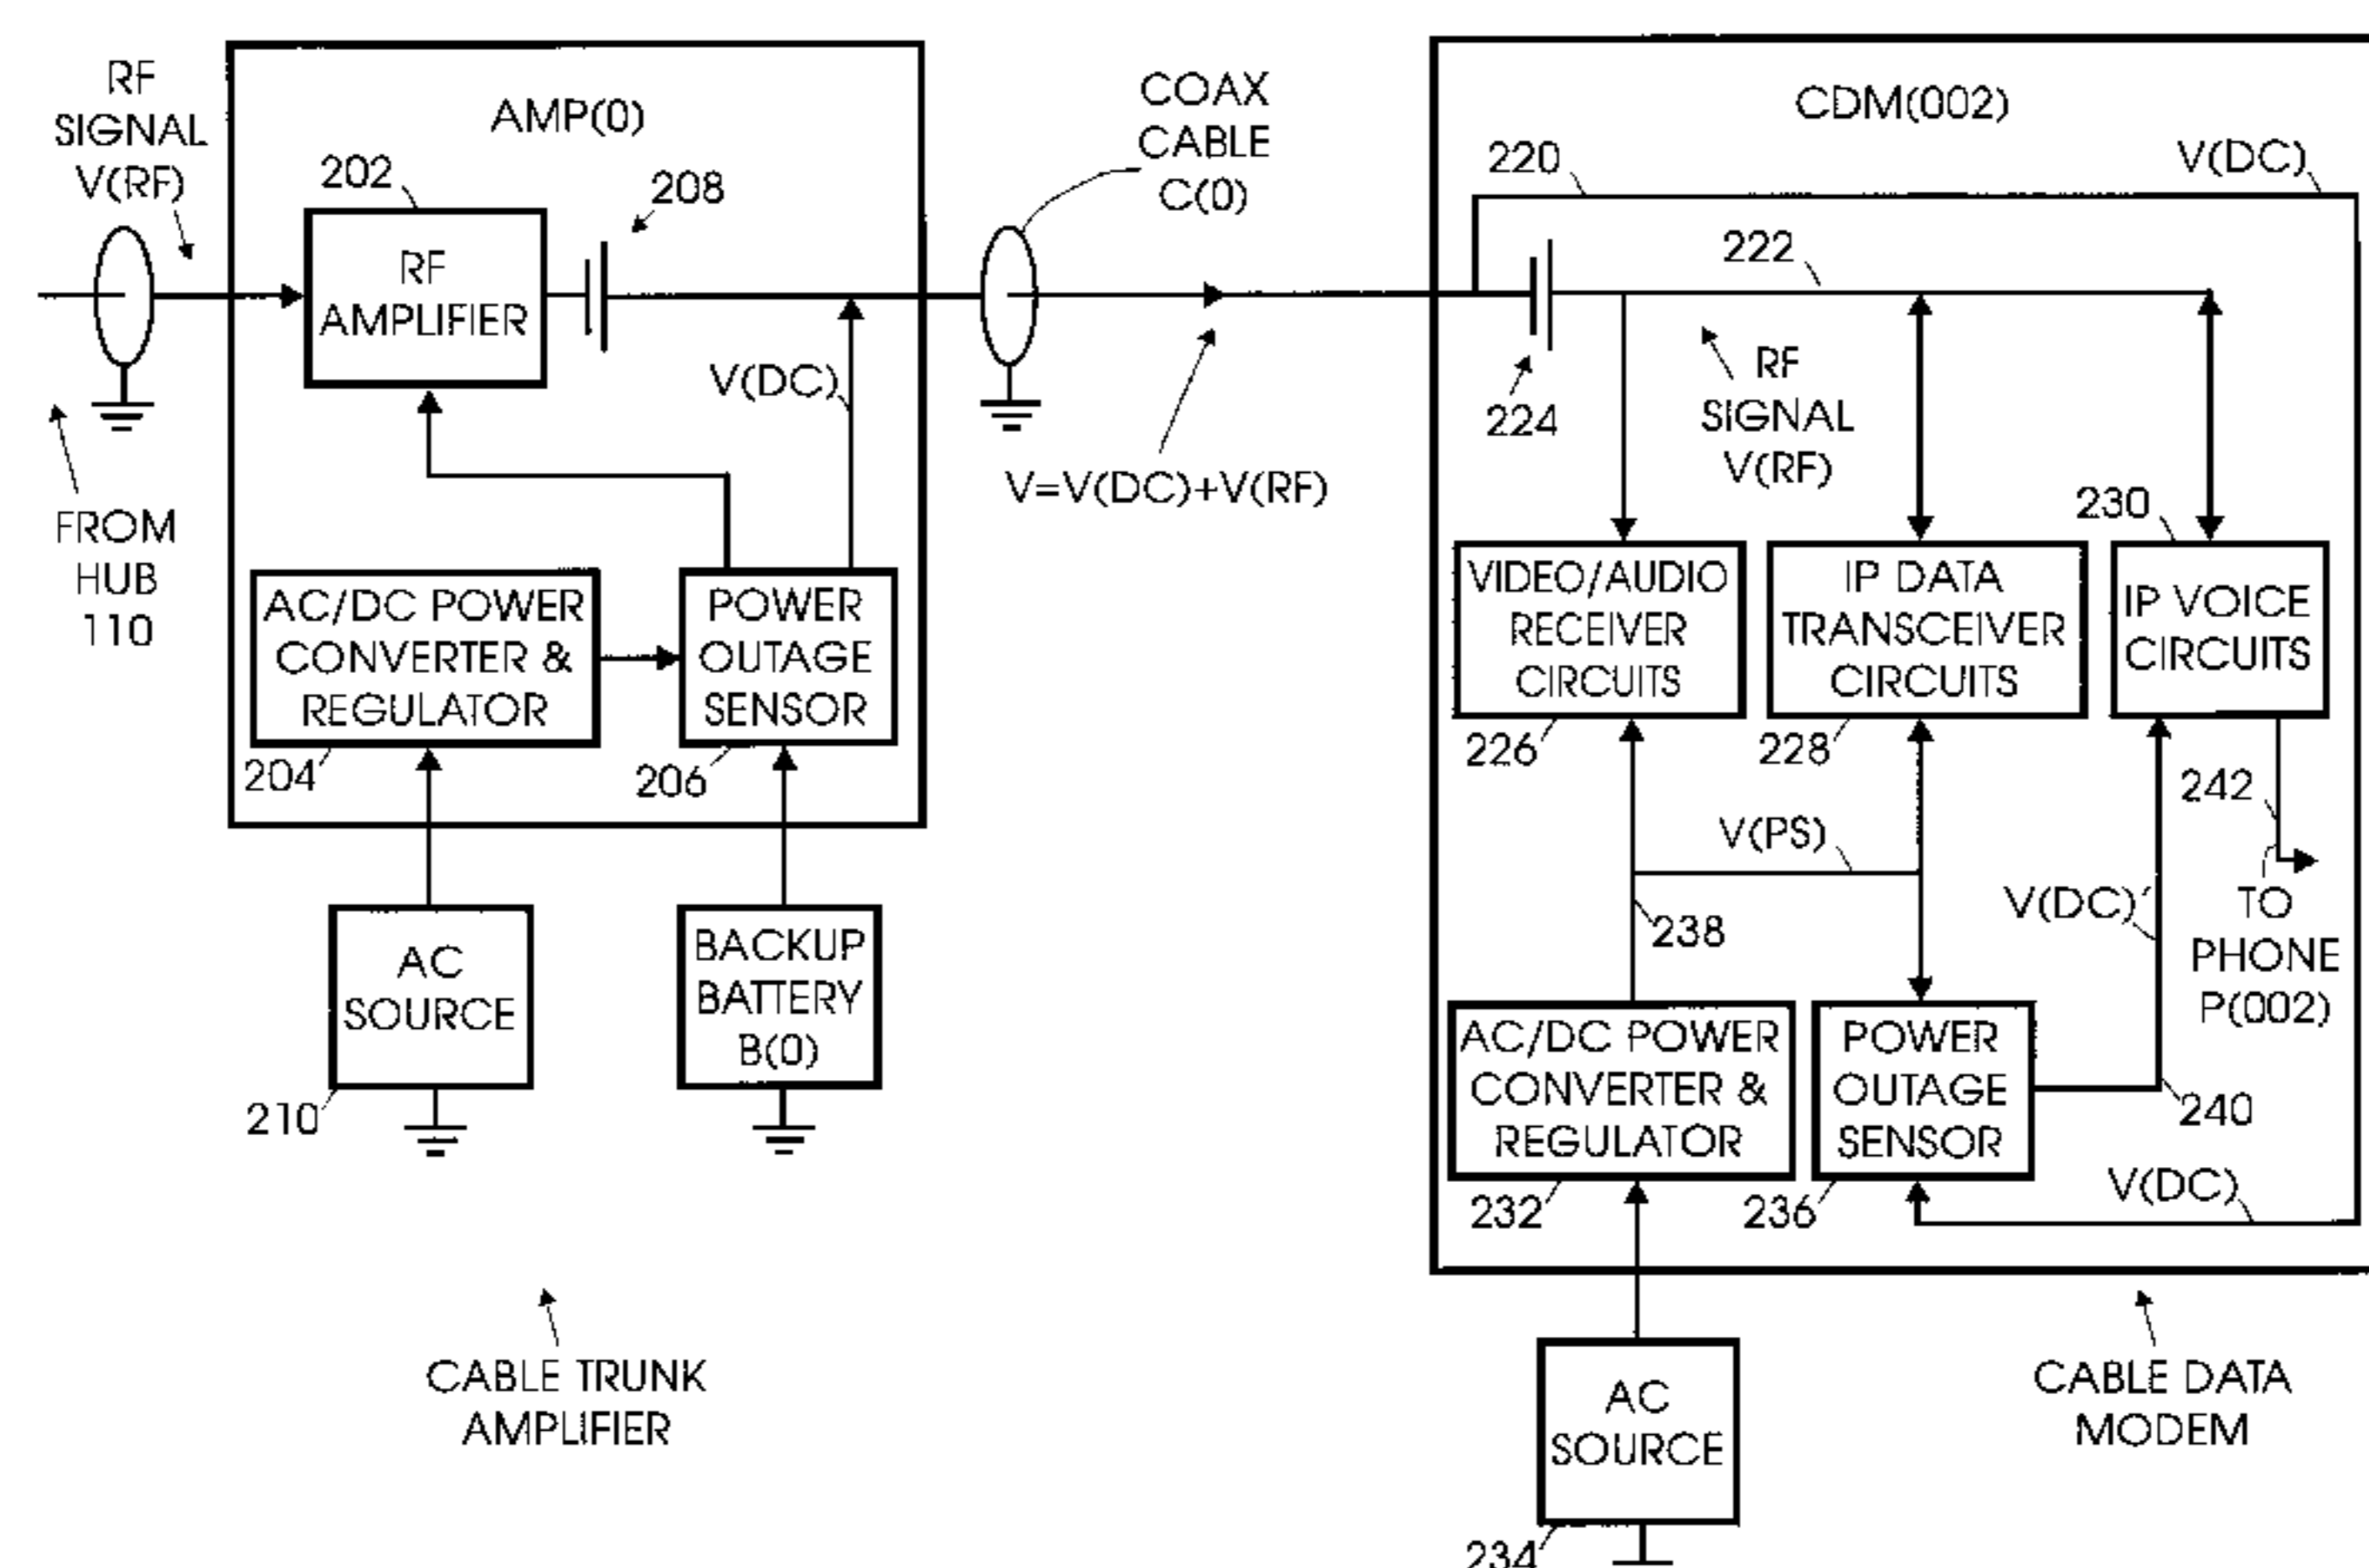 RF
SIGNAL
V(RF)
FROM
HUB
110
AMP(0)
202
RF
AMPLIFIER
208
V(DC)
AC/DC POWER
CONVERTER &
REGULATOR
204
POWER
OUTAGE
SENSOR
206
AC
SOURCE
210
BACKUP
BATTERY
B(0)
CABLE TRUNK
AMPLIFIER
COAX
CABLE
C(0)
V=V(DC)+V(RF)
CDM(002)
220
V(DC)
222
224
RF
SIGNAL
V(RF)
230
VIDEO/AUDIO
RECEIVER
CIRCUITS
226
IP DATA
TRANSCEIVER
CIRCUITS
228
IP VOICE
CIRCUITS
242
V(PS)
238
V(DC)'
TO
PHONE
P(002)
AC/DC POWER
CONVERTER &
REGULATOR
232
POWER
OUTAGE
SENSOR
236
240
V(DC)
AC
SOURCE
234
CABLE DATA
MODEM